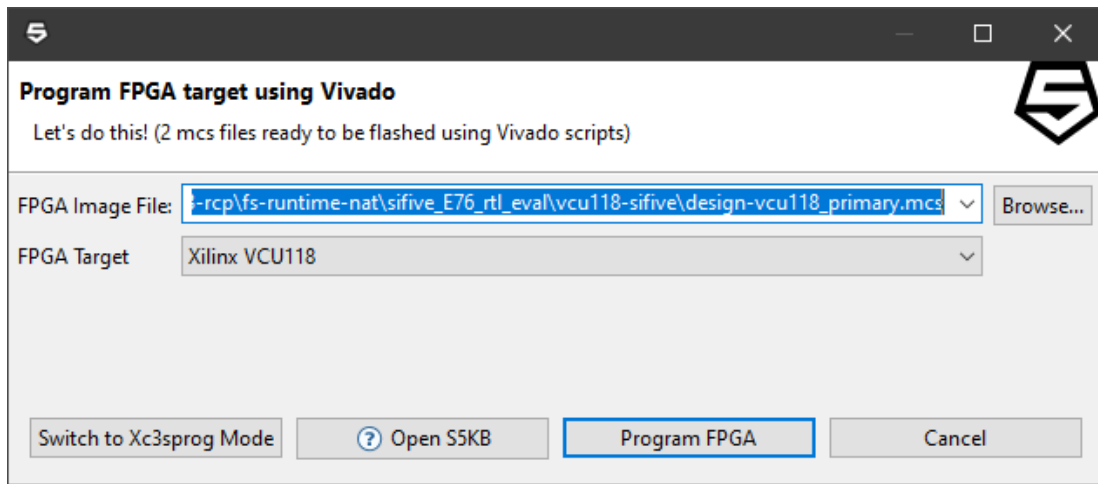 Program FPGA target using Vivado
Let's do this! (2 mcs files ready to be flashed using Vivado scripts)
FPGA Image File: -rcp\fs-runtime-nat\sifive_E76_rtl_eval\vcu118-sifive\design-vcu118_primary.mcs Browse...
FPGA Target Xilinx VCU118
Switch to Xc3sprog Mode ? Open S5KB Program FPGA Cancel